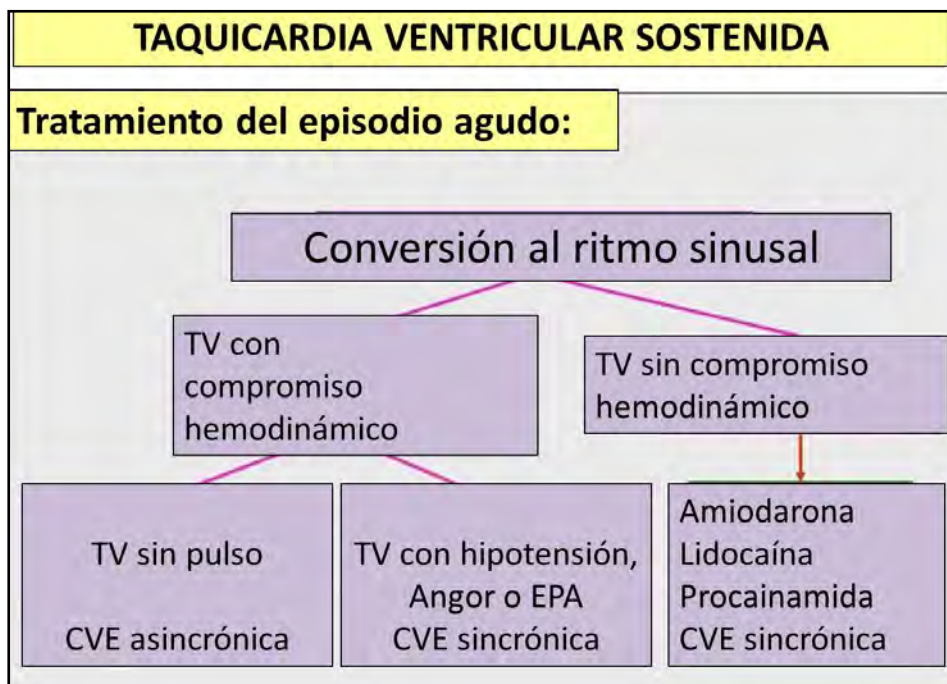 TAQUICARDIA VENTRICULAR SOSTENIDA
Tratamiento del episodio agudo:
Conversión al ritmo sinusal
TV con
compromiso
hemodinámico
TV sin compromiso
hemodinámico
TV sin pulso
CVE asincrónica
TV con hipotensión,
Angor o EPA
CVE sincrónica
Amiodarona
Lidocaína
Procainamida
CVE sincrónica